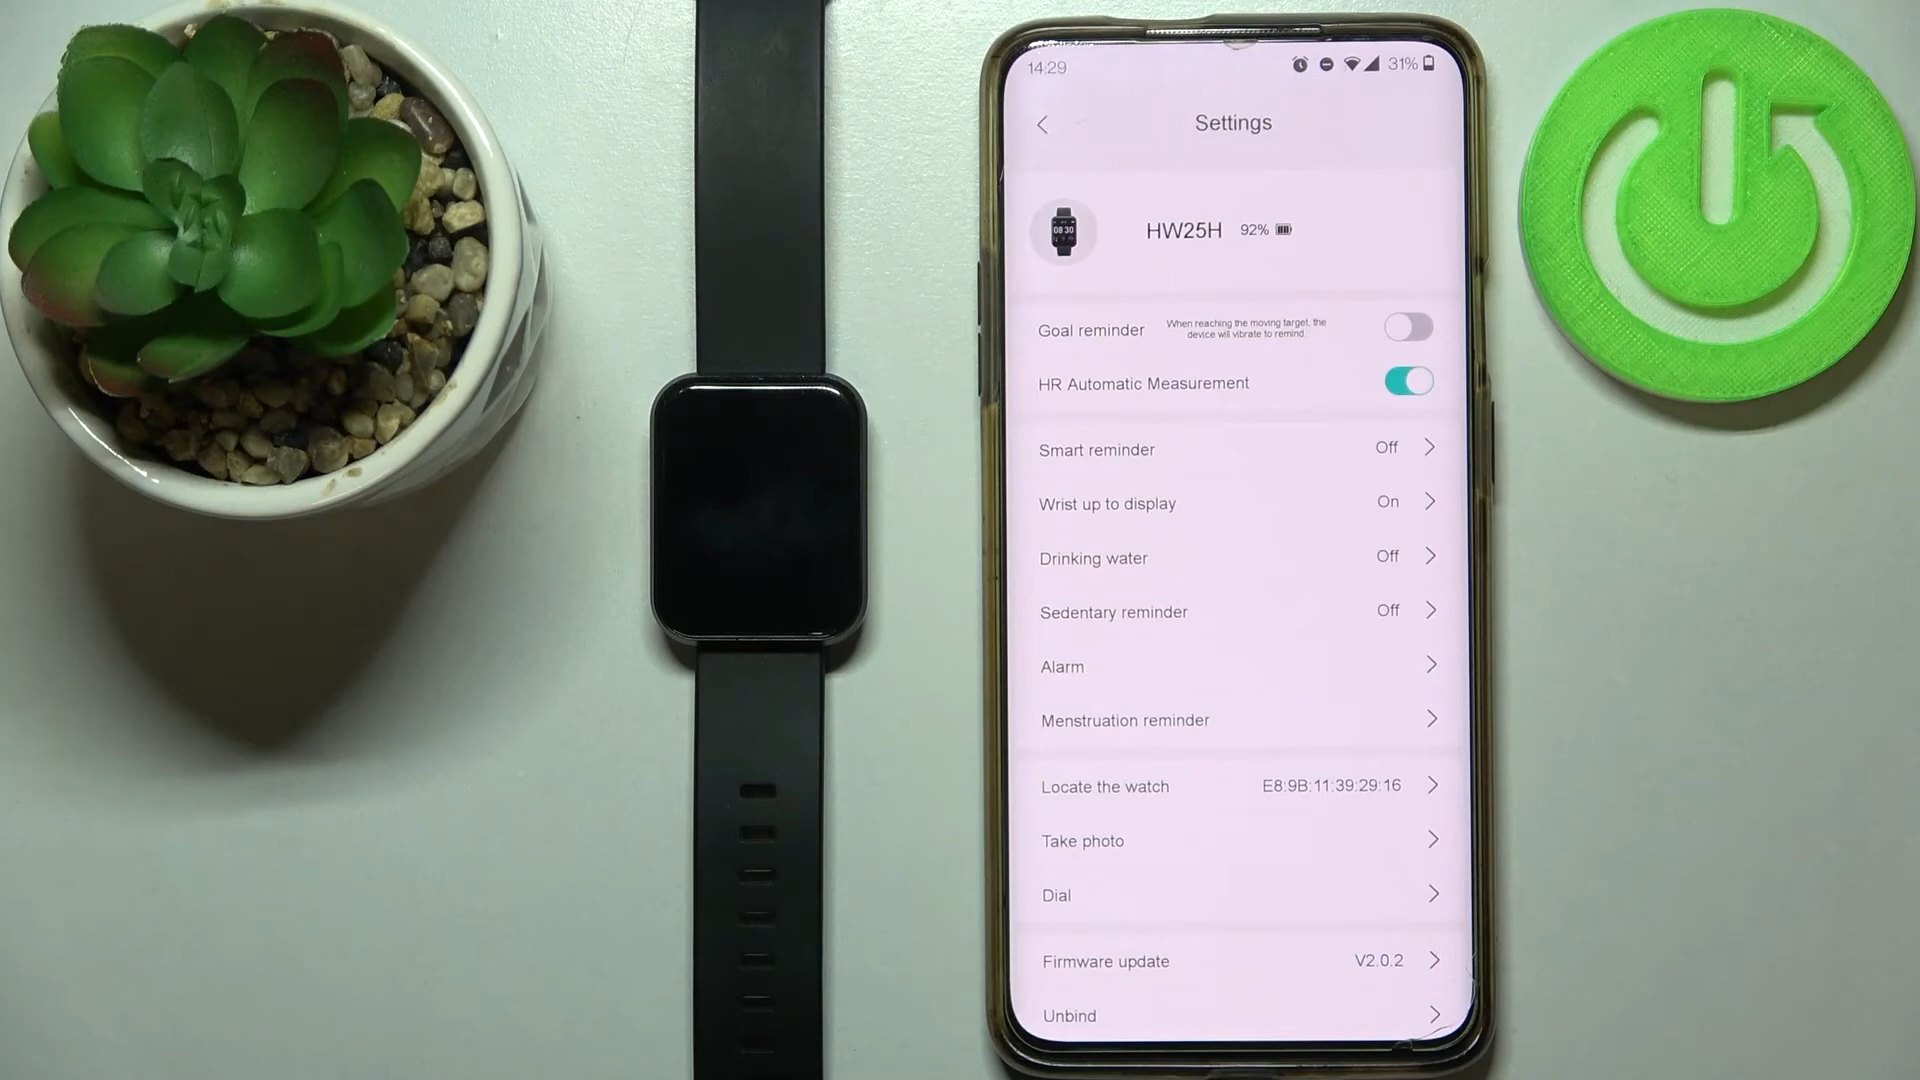 14:29
31%
Settings
08 30
HW25H 92%
Goal reminder
When reaching the moving target, the
device will vibrate to remind.
HR Automatic Measurement
Smart reminder Off
Wrist up to display On
Drinking water Off
Sedentary reminder Off
Alarm
Menstruation reminder
Locate the watch E8:9B:11:39:29:16
Take photo
Dial
Firmware update V2.0.2
Unbind